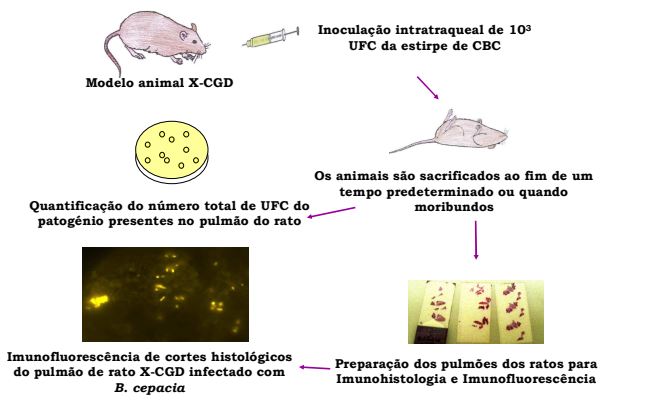 Inoculação intratraqueal de 10³
UFC da estirpe de CBC
Modelo animal X-CGD
Os animais são sacrificados ao fim de um
tempo predeterminado ou quando
moribundos
Quantificação do número total de UFC do
patogénio presentes no pulmão do rato
Imunofluorescência de cortes histológicos
do pulmão de rato X-CGD infectado com
B. cepacia
Preparação dos pulmões dos ratos para
Imunohistologia e Imunofluorescência